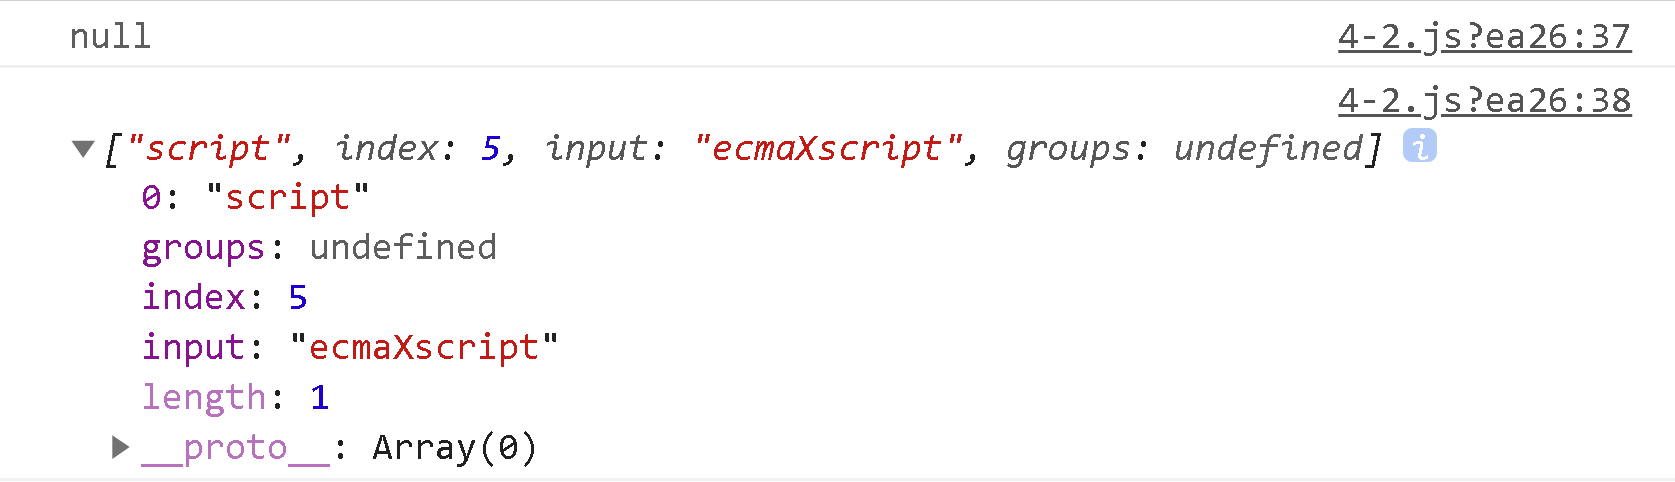 null 4-2.js?ea26:37
4-2.js?ea26:38
▼["script", index: 5, input: "ecmaXscript", groups: undefined] i
0: "script"
groups: undefined
index: 5
input: "ecmaXscript"
length: 1
▶__proto__: Array(0)